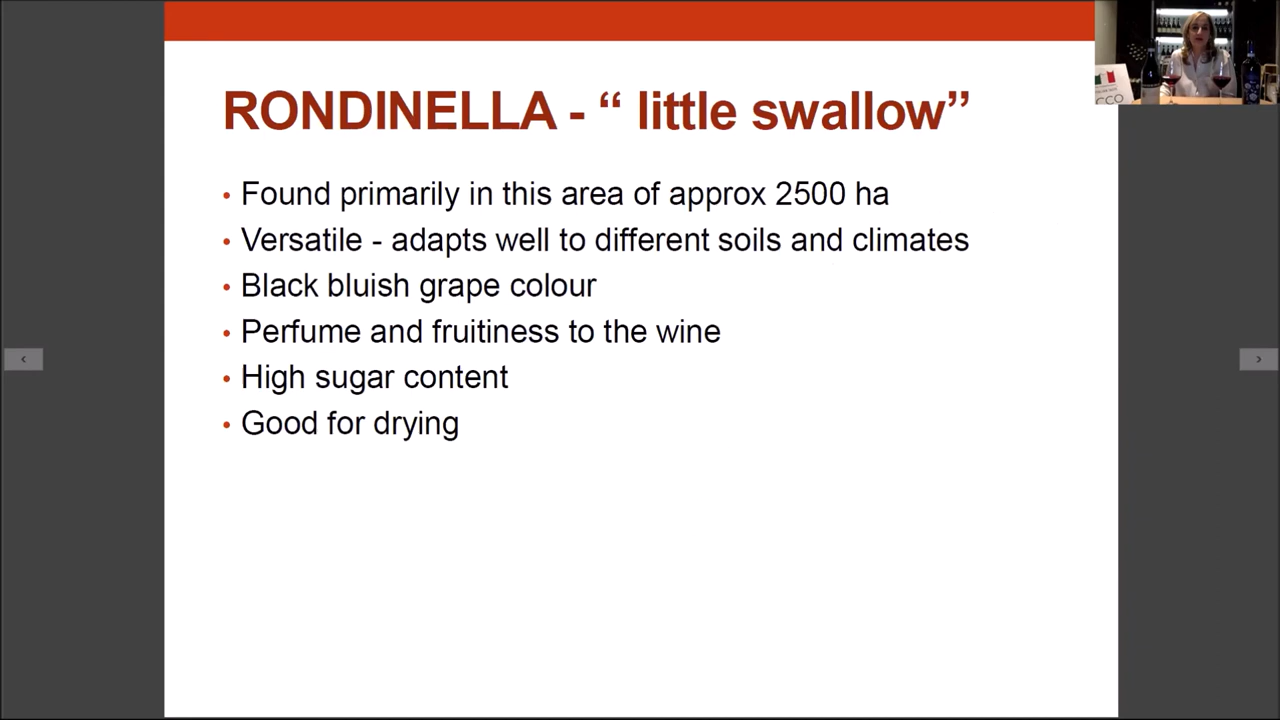 RONDINELLA - “ little swallow”
• Found primarily in this area of approx 2500 ha
• Versatile - adapts well to different soils and climates
• Black bluish grape colour
• Perfume and fruitiness to the wine
• High sugar content
• Good for drying